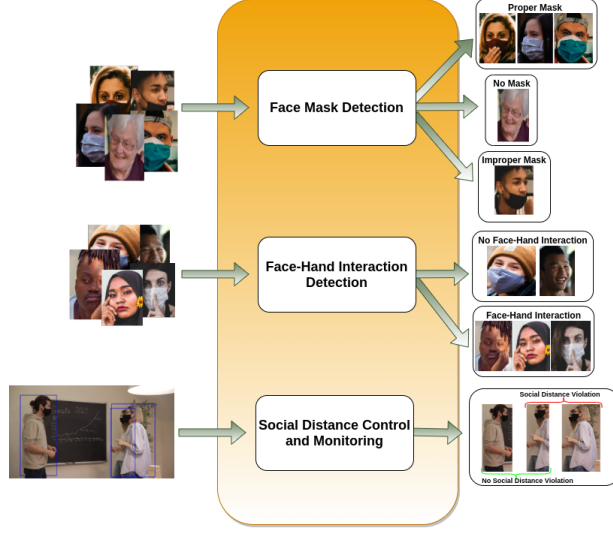 Proper Mask
Face Mask Detection
No Mask
Improper Mask
No Face-Hand Interaction
Face-Hand Interaction
Detection
Face-Hand Interaction
Social Distance Violation
Social Distance Control
and Monitoring
No Social Distance Violation